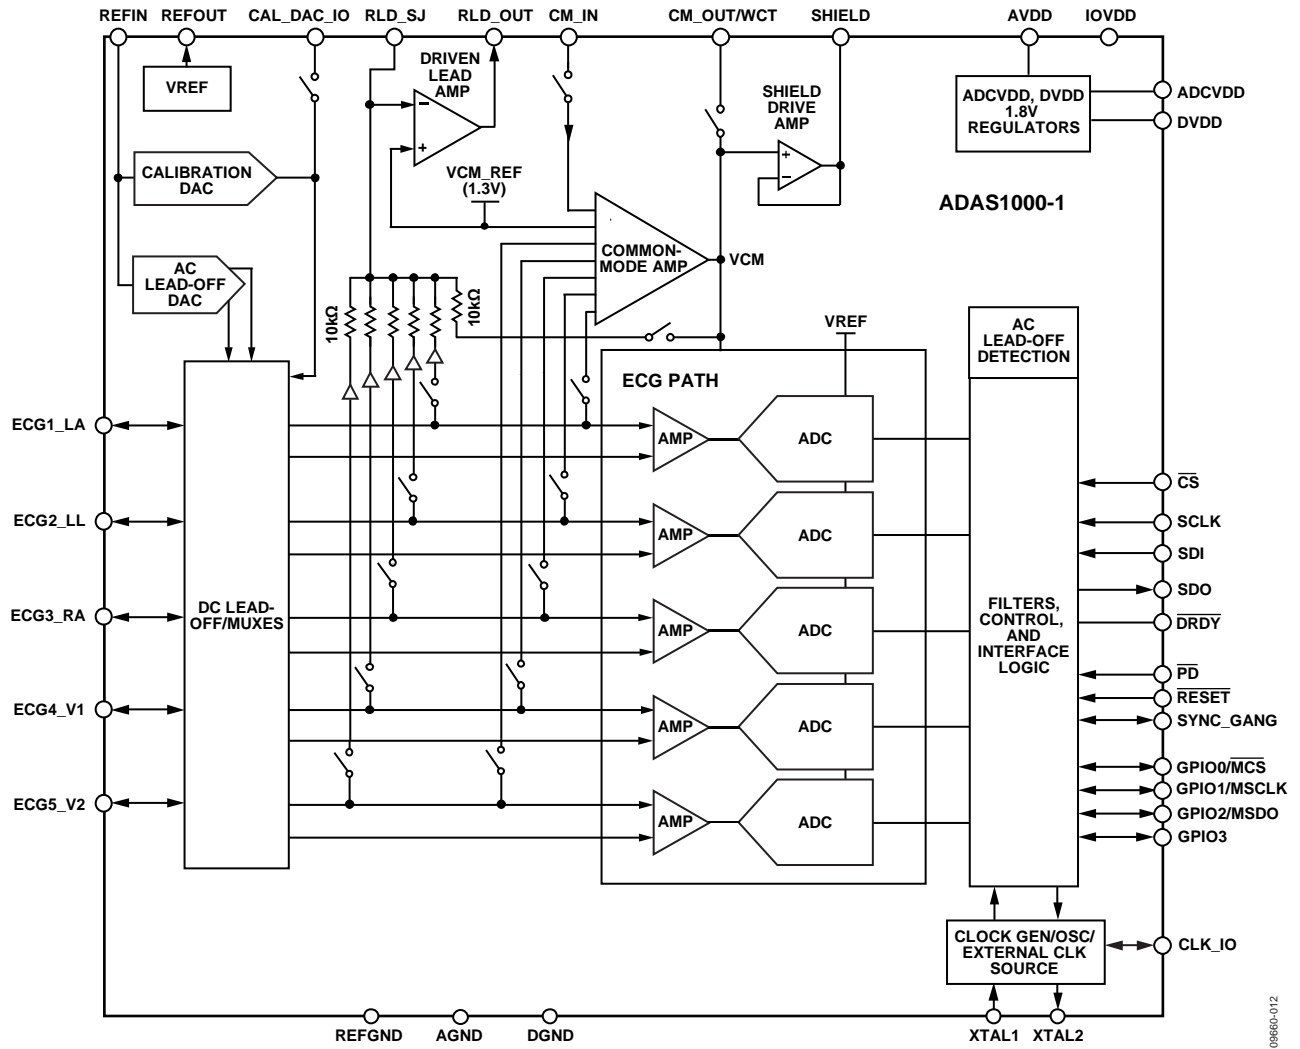 REFIN REFOUT CAL_DAC_IO RLD_SJ RLD_OUT CM_IN CM_OUT/WCT SHIELD AVDD IOVDD
DRIVEN
LEAD
AMP
VREF
SHIELD
DRIVE
AMP
ADCVDD, DVDD
1.8V
REGULATORS
ADCVDD
DVDD
–
+
+
–
CALIBRATION
DAC
VCM_REF
(1.3V)
ADAS1000-1
AC
LEAD-OFF
DAC
COMMON-
MODE AMP
VCM
10kΩ
10kΩ
VREF
AC
LEAD-OFF
DETECTION
ECG PATH
ECG1_LA
AMP
ADC
CS
ECG2_LL
AMP
ADC
SCLK
SDI
SDO
ECG3_RA
DC LEAD-
OFF/MUXES
AMP
ADC
FILTERS,
CONTROL,
AND
INTERFACE
LOGIC
DRDY
PD
RESET
ECG4_V1
AMP
ADC
SYNC_GANG
GPIO0/MCS
GPIO1/MSCLK
ECG5_V2
AMP
ADC
GPIO2/MSDO
GPIO3
CLOCK GEN/OSC/
EXTERNAL CLK
SOURCE
CLK_IO
REFGND AGND DGND XTAL1 XTAL2
09660-012